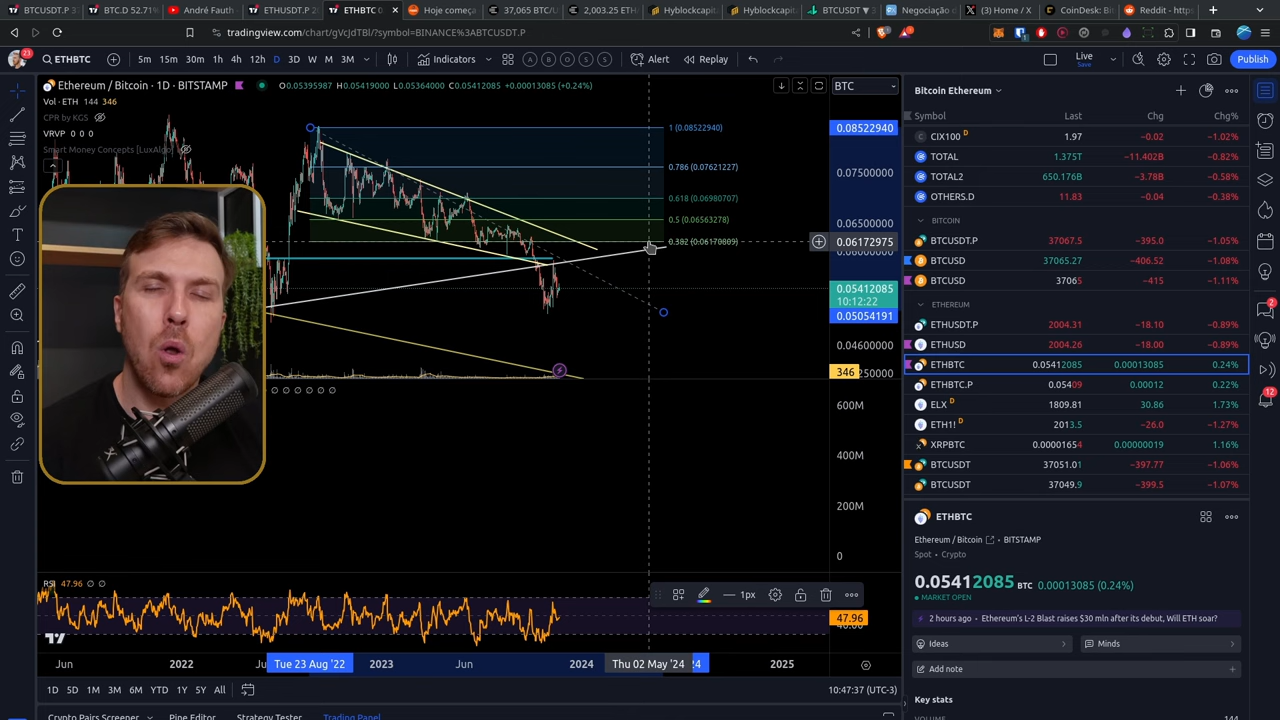 BTCUSDT.P 37
BTC.D 52.71%
André Fauth -
ETHUSDT.P 20
ETHBTC 0
Hoje começa
37,065 BTC/U
2,003.25 ETH
Hyblockcapit
Hyblockcapit
BTCUSDT ▼ 3
Negociação d
(3) Home / X
CoinDesk: Bi
Reddit - http
tradingview.com/chart/gVcJdTBl/?symbol=BINANCE%3ABTCUSDT.P
23
ETHBTC
5m 15m 30m 1h 4h 12h D 3D W M 3M
Indicators
Alert
Replay
Live
Save
Publish
Ethereum / Bitcoin · 1D · BITSTAMP
O0.05395987 H0.05419000 L0.05364000 C0.05412085 +0.00013085 (+0.24%)
BTC
Vol · ETH 144 346
CPR by KGS
VRVP 0 0 0
Smart Money Concepts [LuxAlgo]
1 (0.08522940)
0.786 (0.07621227)
0.618 (0.06980707)
0.5 (0.06563278)
0.382 (0.06170809)
0.08522940
0.07500000
0.06500000
0.06172975
0.05412085
10:12:22
0.05054191
0.04600000
346
600M
400M
200M
0
RSI 47.96
1px
47.96
Jun
2022
Tue 23 Aug '22
2023
Jun
2024
Thu 02 May '24
2025
1D 5D 1M 3M 6M YTD 1Y 5Y All
10:47:37 (UTC-3)
Crypto Pairs Screener
Pine Editor
Strategy Tester
Trading Panel
Bitcoin Ethereum
Symbol Last Chg Chg%
CIX100 D 1.97 −0.02 −1.02%
TOTAL 1.375T −11.402B −0.82%
TOTAL2 650.176B −3.78B −0.58%
OTHERS.D 11.83 −0.04 −0.38%
BITCOIN
BTCUSDT.P 37067.5 −395.0 −1.05%
BTCUSD 37065.27 −406.52 −1.08%
BTCUSD 37065 −415 −1.11%
ETHEREUM
ETHUSDT.P 2004.31 −18.10 −0.89%
ETHUSD 2004.26 −18.00 −0.89%
ETHBTC 0.05412085 0.00013085 0.24%
ETHBTC.P 0.05409 0.00012 0.22%
ELX D 1809.81 30.86 1.73%
ETH1! D 2013.5 −26.0 −1.27%
XRPBTC 0.00001654 0.00000019 1.16%
BTCUSDT 37051.01 −397.77 −1.06%
BTCUSDT 37049.9 −399.5 −1.07%
ETHBTC
Ethereum / Bitcoin • BITSTAMP
Spot • Crypto
0.05412085 BTC 0.00013085 (0.24%)
MARKET OPEN
2 hours ago • Ethereum's L-2 Blast raises $30 mln after its debut, Will ETH soar?
Ideas
Minds
Add note
Key stats
2
12